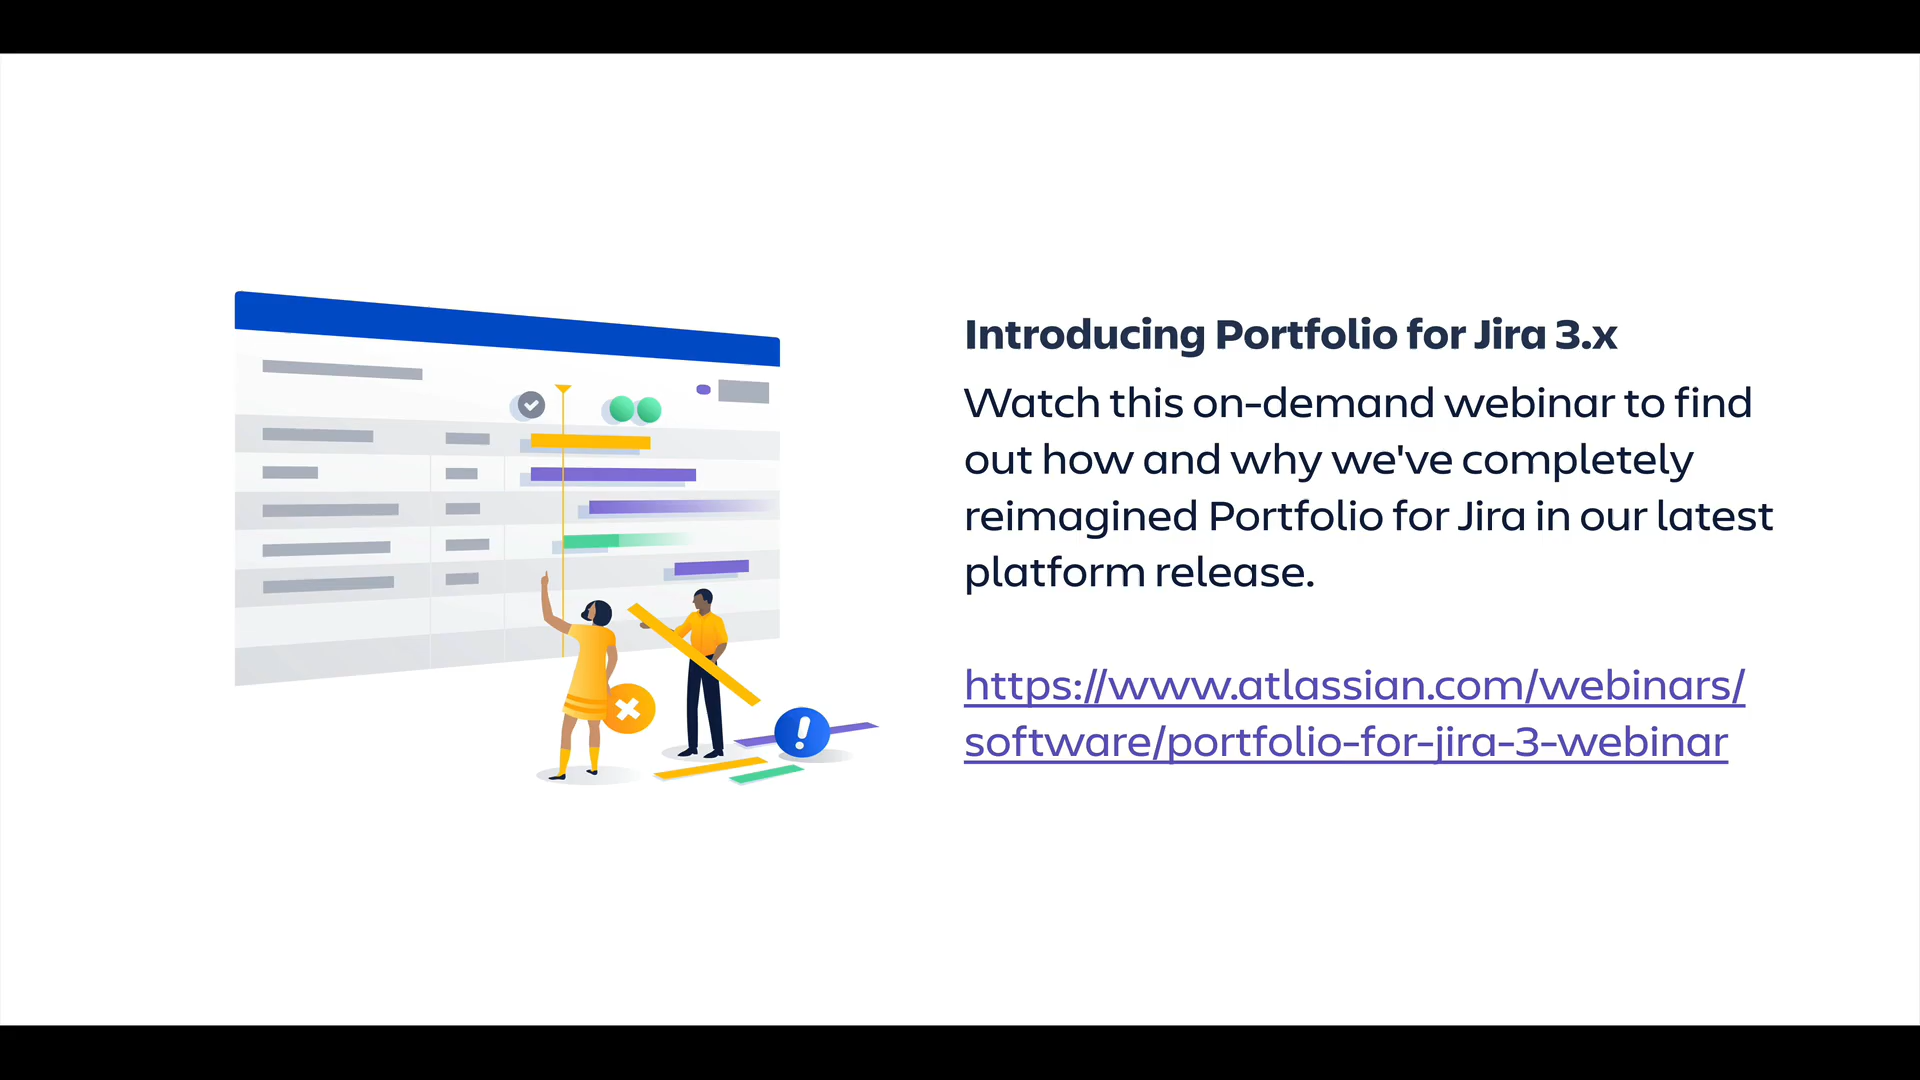 Introducing Portfolio for Jira 3.x
Watch this on-demand webinar to find
out how and why we've completely
reimagined Portfolio for Jira in our latest
platform release.
https://www.atlassian.com/webinars/
software/portfolio-for-jira-3-webinar